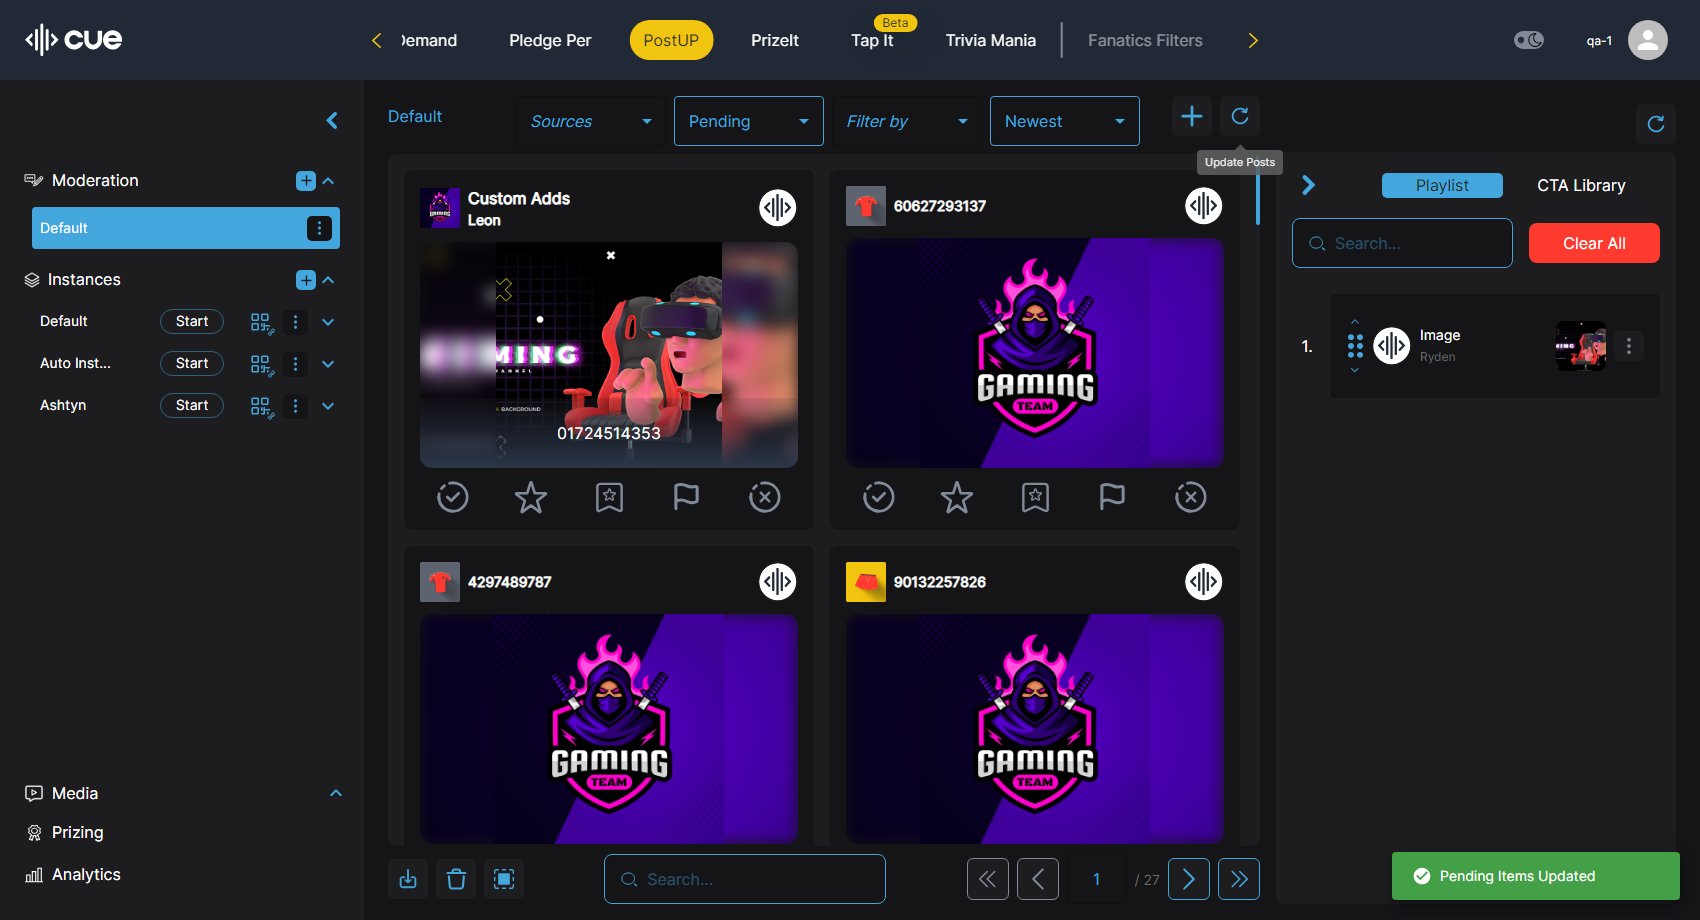 cue
Demand
Pledge Per
PostUP
PrizeIt
Beta
Tap It
Trivia Mania
Fanatics Filters
qa-1
Default
Sources
Pending
Filter by
Newest
Update Posts
Moderation
Default
Instances
Default
Start
Auto Inst...
Start
Ashtyn
Start
Media
Prizing
Analytics
Custom Adds
Leon
MING
CHANNEL
BACKGROUND
01724514353
60627293137
GAMING
TEAM
4297489787
GAMING
TEAM
90132257826
GAMING
TEAM
Search...
1
/ 27
Playlist
CTA Library
Search...
Clear All
1.
Image
Ryden
Pending Items Updated